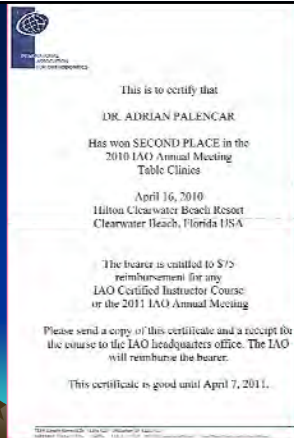 ASSOCIATION
FOR ORTHODONTICS
This is to certify that
DR. ADRIAN PALENCAR
Has won SECOND PLACE in the
2010 IAO Annual Meeting
Table Clinics
April 16, 2010
Hilton Clearwater Beach Resort
Clearwater Beach, Florida USA
The bearer is entitled to $75
reimbursement for any
IAO Certified Instructor Course
or the 2011 IAO Annual Meeting
Please send a copy of this certificate and a receipt for
the course to the IAO headquarters office. The IAO
will reimburse the bearer.
This certificate is good until April 7, 2011.